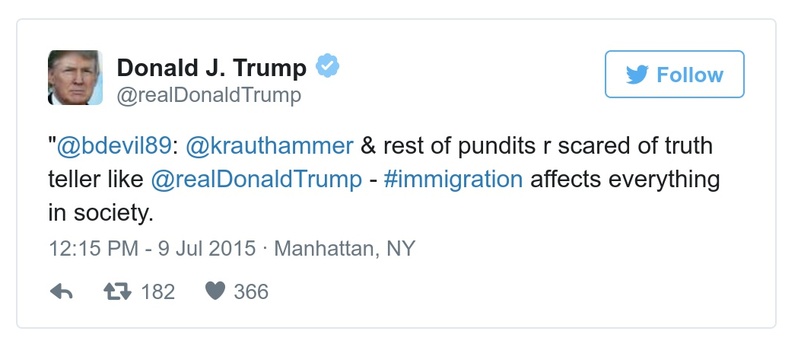 Donald J. Trump
@realDonaldTrump
Follow
"@bdevil89: @krauthammer & rest of pundits r scared of truth
teller like @realDonaldTrump - #immigration affects everything
in society.
12:15 PM - 9 Jul 2015 · Manhattan, NY
182 366